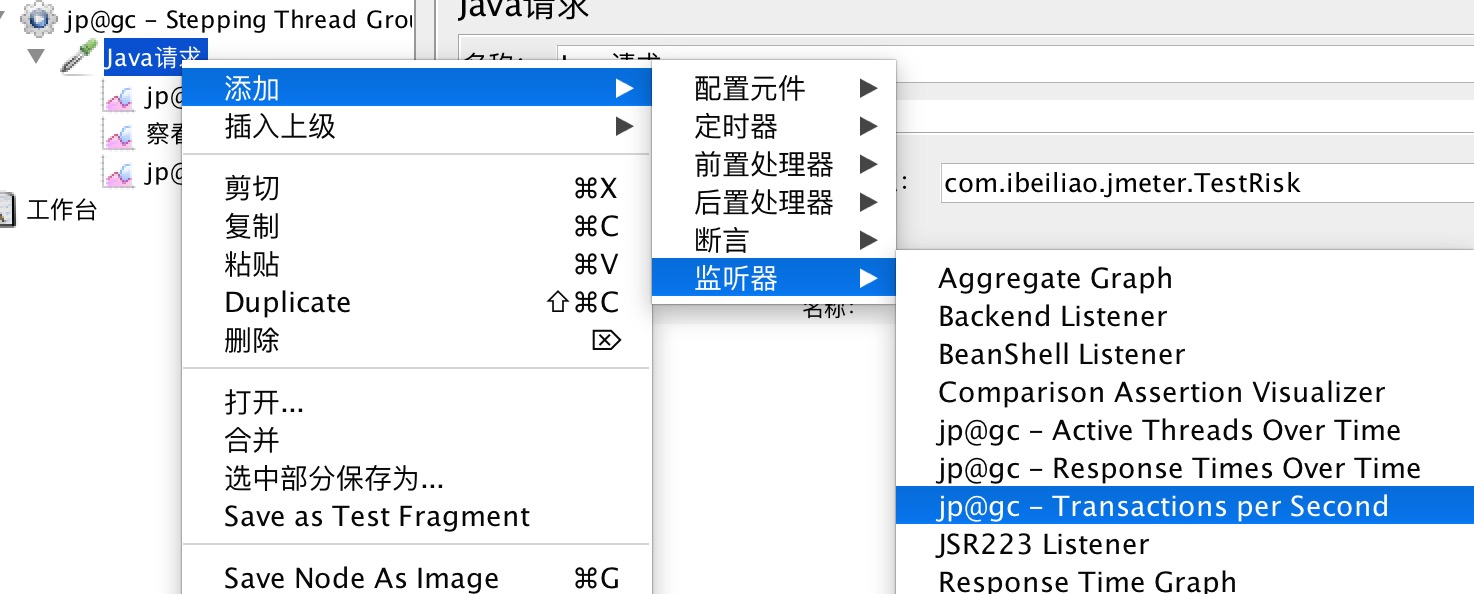 jp@gc – Stepping Thread Grou
Java请求
Java请求
jp@
察看
jp@
工作台
名称：
com.ibeiliao.jmeter.TestRisk
名称：
添加
插入上级
剪切 ⌘X
复制 ⌘C
粘贴 ⌘V
Duplicate ⇧⌘C
删除 ⌦
打开...
合并
选中部分保存为...
Save as Test Fragment
Save Node As Image ⌘G
配置元件
定时器
前置处理器
后置处理器
断言
监听器
Aggregate Graph
Backend Listener
BeanShell Listener
Comparison Assertion Visualizer
jp@gc – Active Threads Over Time
jp@gc – Response Times Over Time
jp@gc – Transactions per Second
JSR223 Listener
Response Time Graph